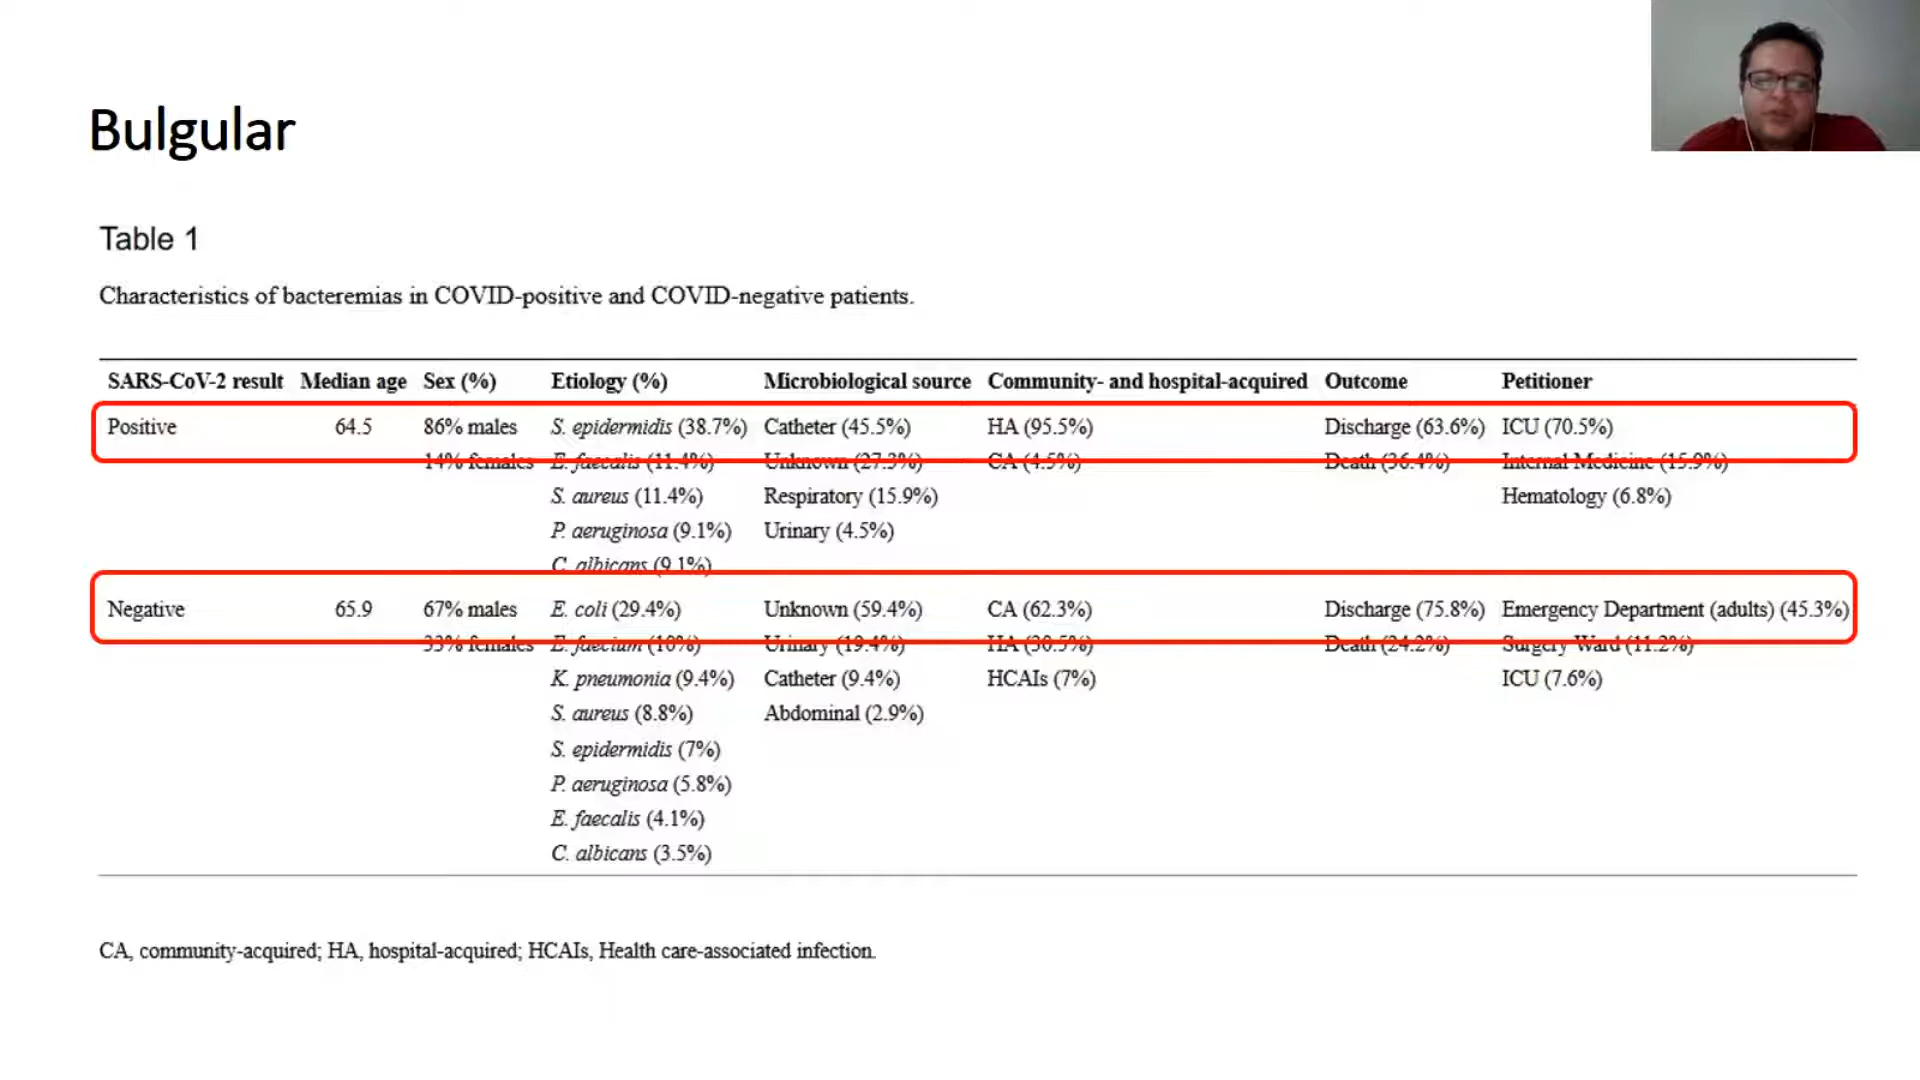 Bulgular
Table 1
Characteristics of bacteremias in COVID-positive and COVID-negative patients.
SARS-CoV-2 result Median age Sex (%) Etiology (%) Microbiological source Community- and hospital-acquired Outcome Petitioner
Positive 64.5 86% males S. epidermidis (38.7%) Catheter (45.5%) HA (95.5%) Discharge (63.6%) ICU (70.5%)
14% females E. faecalis (11.4%) Unknown (27.3%) CA (4.5%) Death (36.4%) Internal Medicine (15.9%)
S. aureus (11.4%) Respiratory (15.9%) Hematology (6.8%)
P. aeruginosa (9.1%) Urinary (4.5%)
C. albicans (9.1%)
Negative 65.9 67% males E. coli (29.4%) Unknown (59.4%) CA (62.3%) Discharge (75.8%) Emergency Department (adults) (45.3%)
33% females E. faecium (10%) Urinary (19.4%) HA (30.5%) Death (24.2%) Surgery Ward (11.2%)
K. pneumonia (9.4%) Catheter (9.4%) HCAIs (7%) ICU (7.6%)
S. aureus (8.8%) Abdominal (2.9%)
S. epidermidis (7%)
P. aeruginosa (5.8%)
E. faecalis (4.1%)
C. albicans (3.5%)
CA, community-acquired; HA, hospital-acquired; HCAIs, Health care-associated infection.